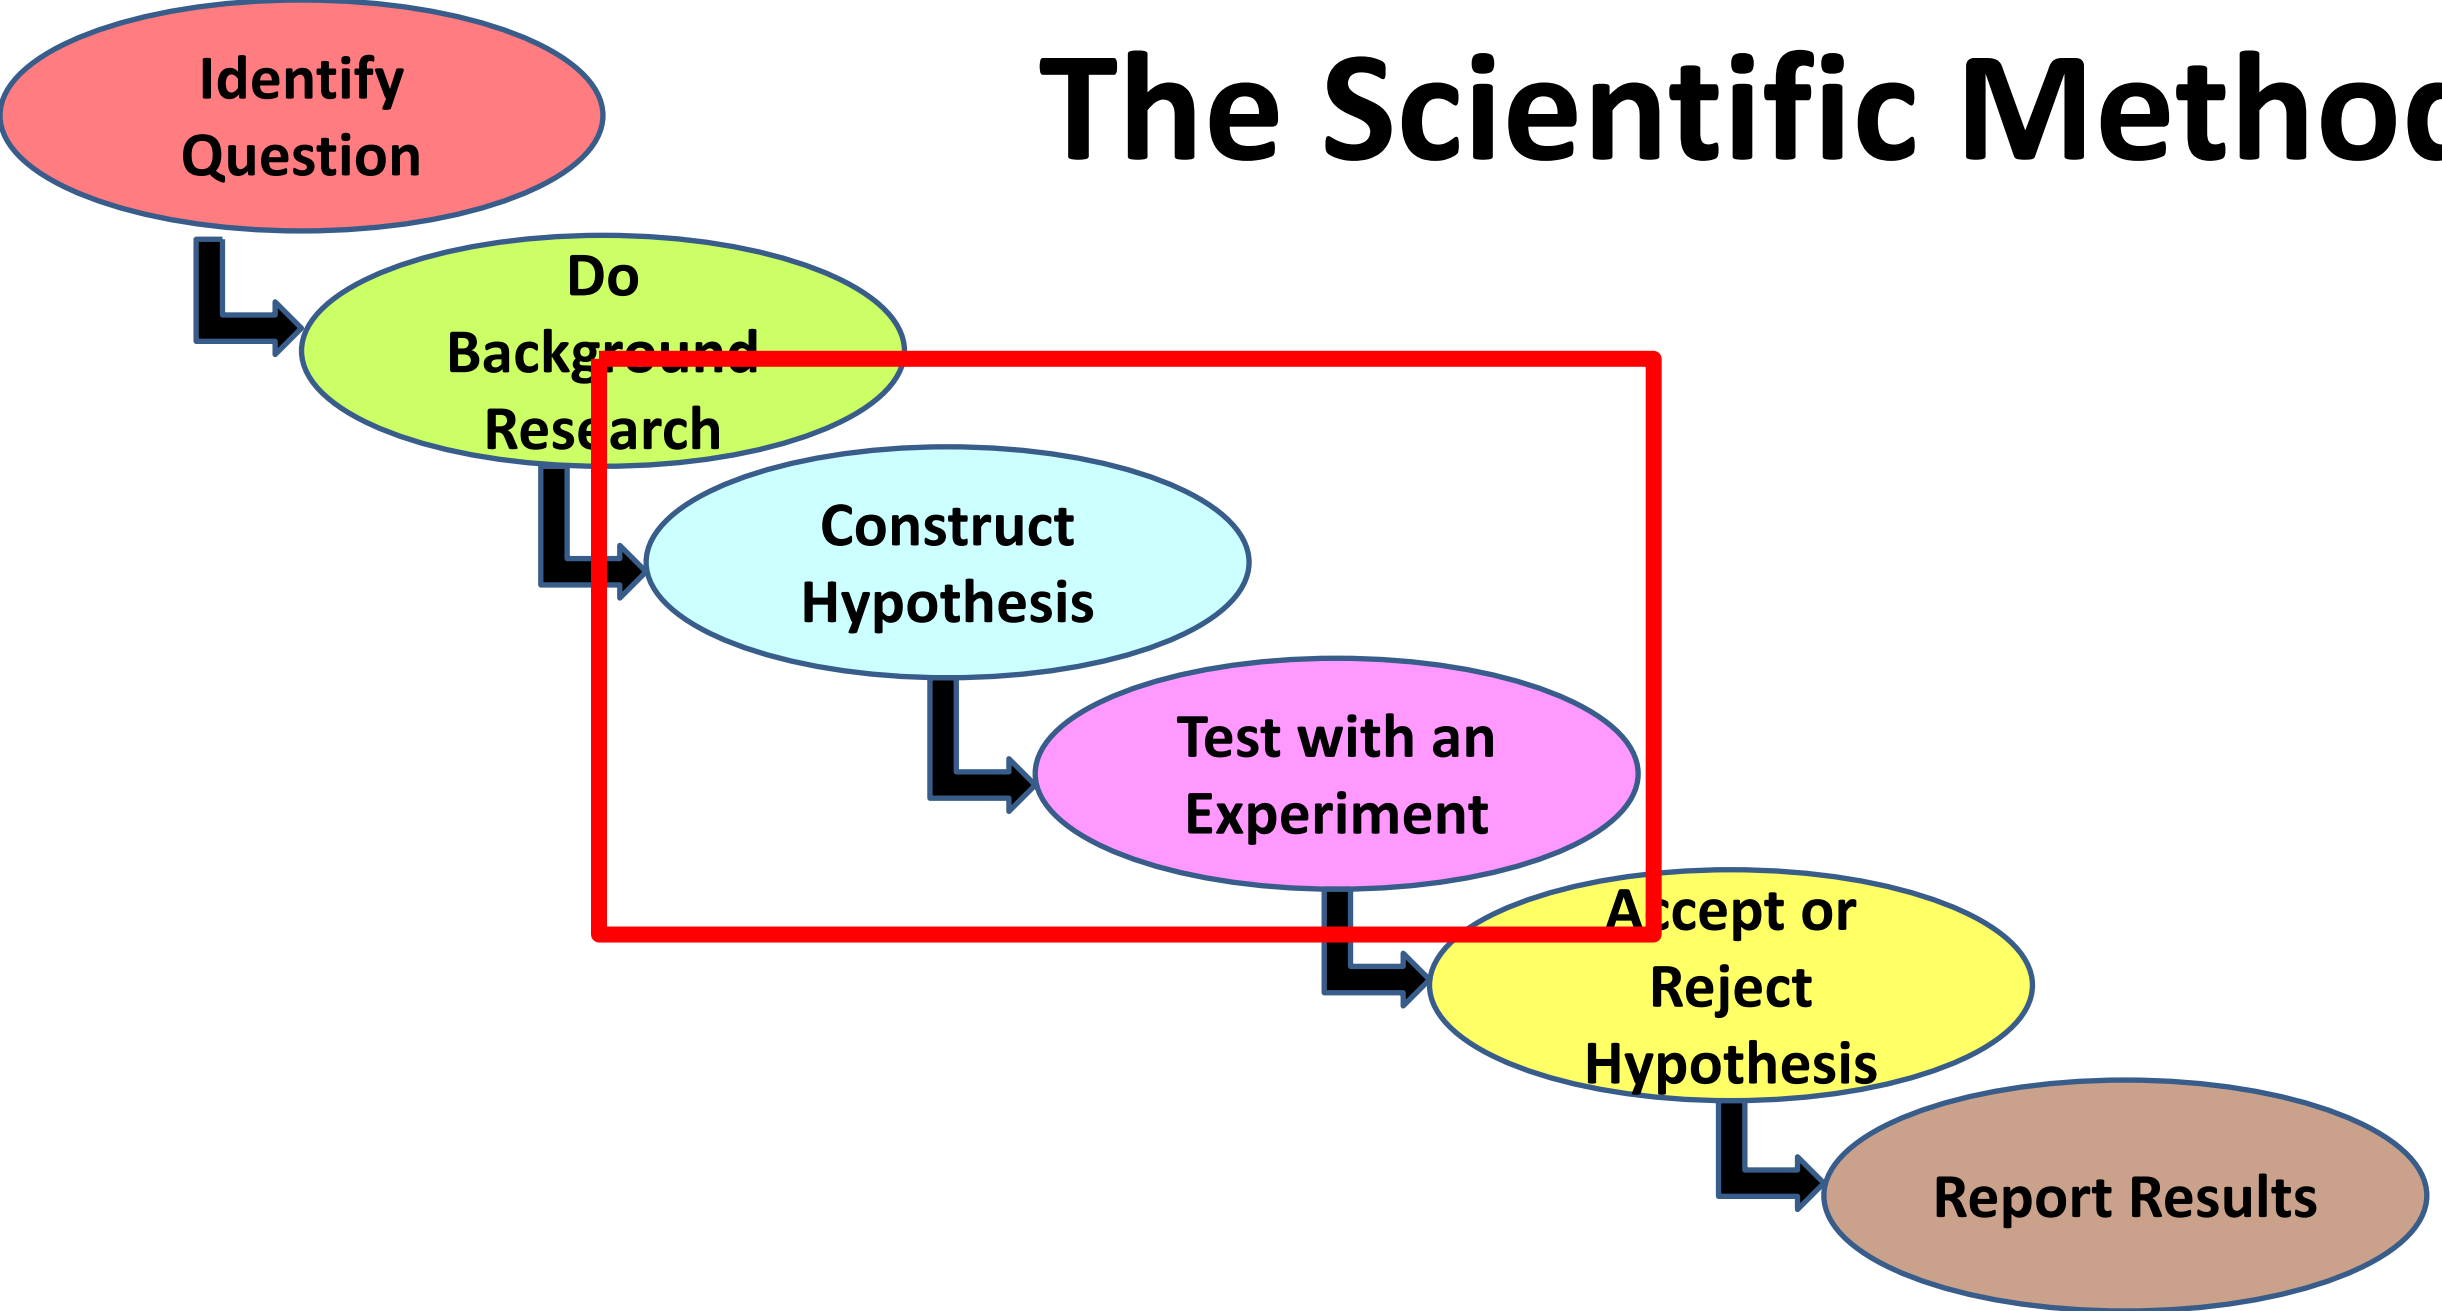 The Scientific Method
Identify
Question
Do
Background
Research
Construct
Hypothesis
Test with an
Experiment
Accept or
Reject
Hypothesis
Report Results